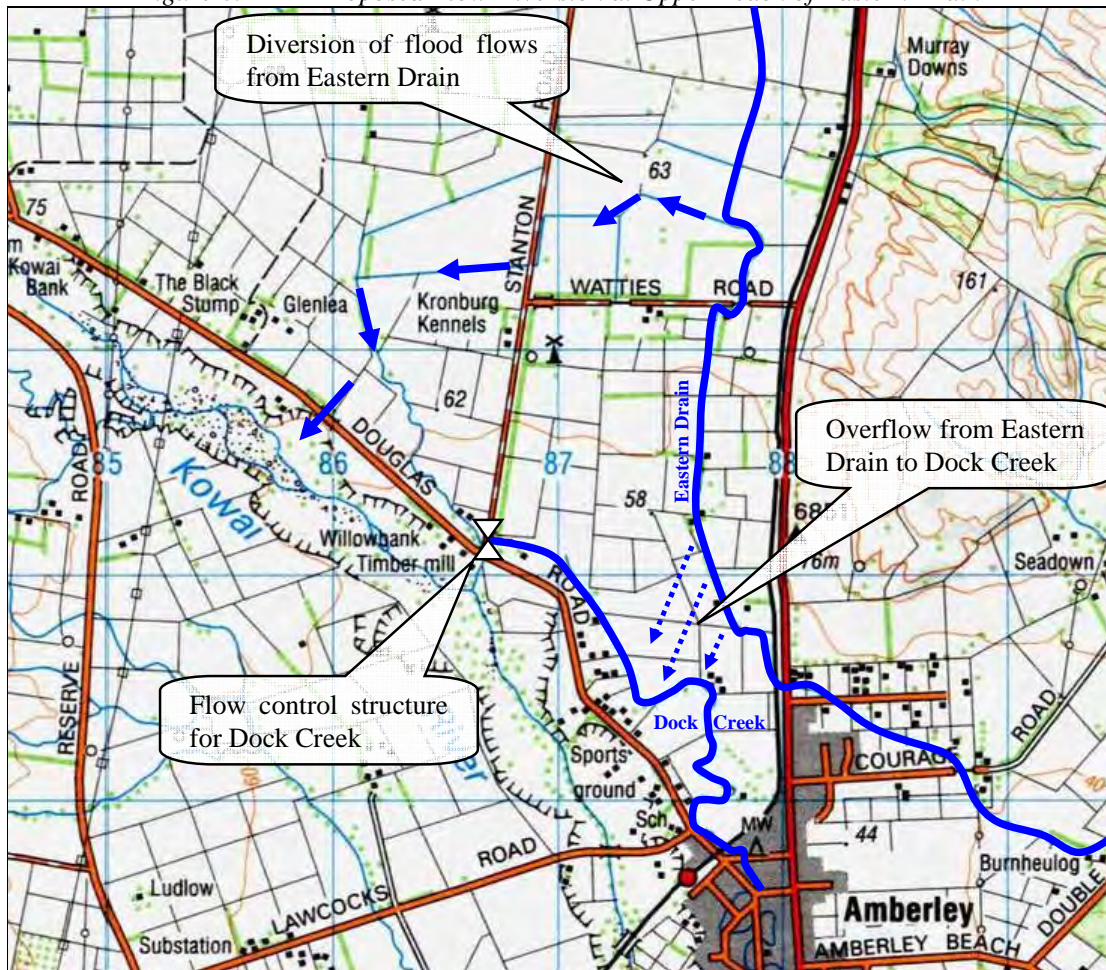 Diversion of flood flows
from Eastern Drain
Murray
Downs
63
75
STANTON
Kowai
Bank
The Black
Stump
Glenlea
Kronburg
Kennels
WATTIES ROAD
161
62
Eastern Drain
Overflow from Eastern
Drain to Dock Creek
DOUGLAS
ROAD
85
86
87
88
ROAD
Kowai
58
68
76m
Willowbank
Timber mill
Seadown
Flow control structure
for Dock Creek
RESERVE
Dock Creek
Sports
ground
COURAGE
ROAD
60
40
Sch
MW
44
ROAD
LAWCOCKS
Burnheulog
Ludlow
Substation
Amberley
DOUBLE
AMBERLEY BEACH